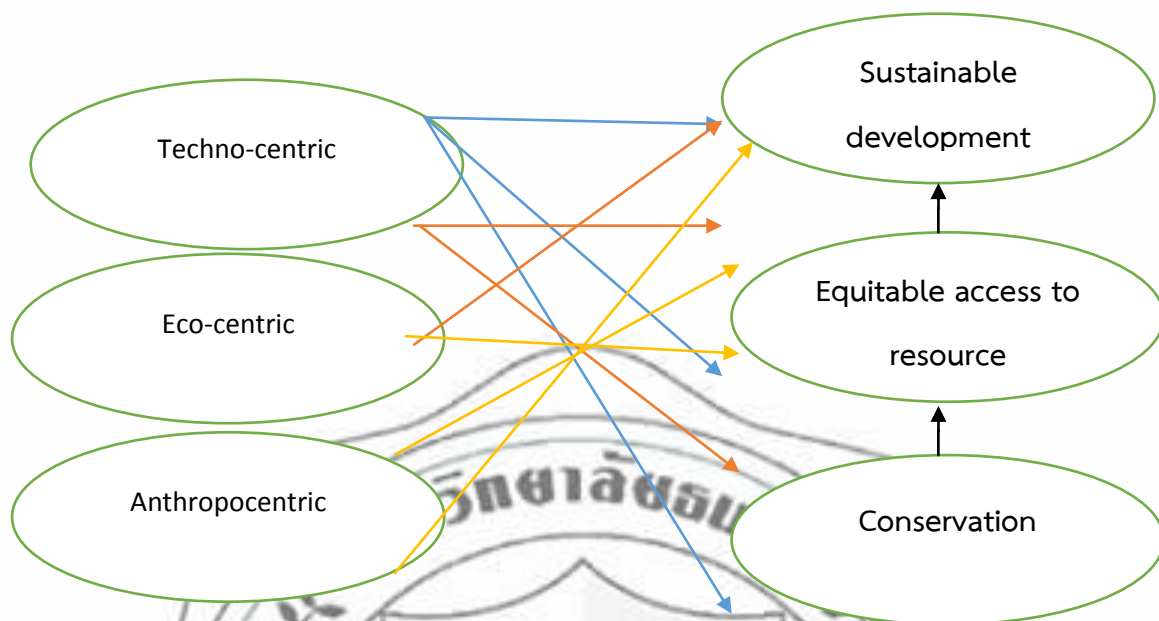 Techno-centric
Eco-centric
Anthropocentric
Sustainable
development
Equitable access to
resource
Conservation